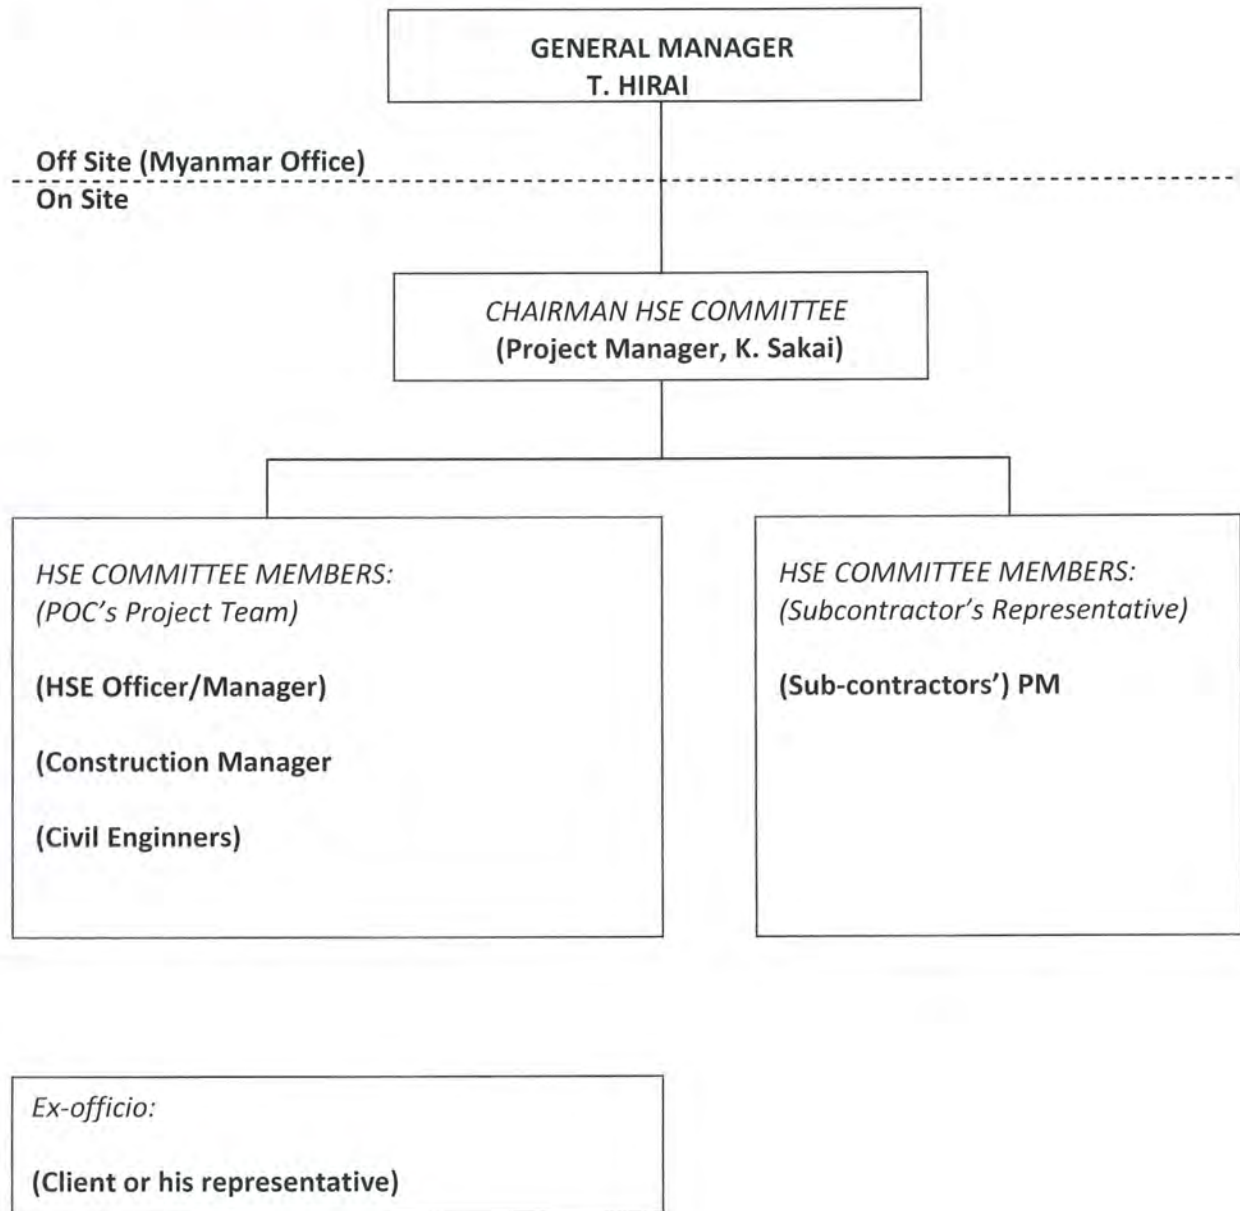 GENERAL MANAGER
T. HIRAI
Off Site (Myanmar Office)
On Site
CHAIRMAN HSE COMMITTEE
(Project Manager, K. Sakai)
HSE COMMITTEE MEMBERS:
(POC's Project Team)
(HSE Officer/Manager)
(Construction Manager
(Civil Enginners)
HSE COMMITTEE MEMBERS:
(Subcontractor's Representative)
(Sub-contractors') PM
Ex-officio:
(Client or his representative)